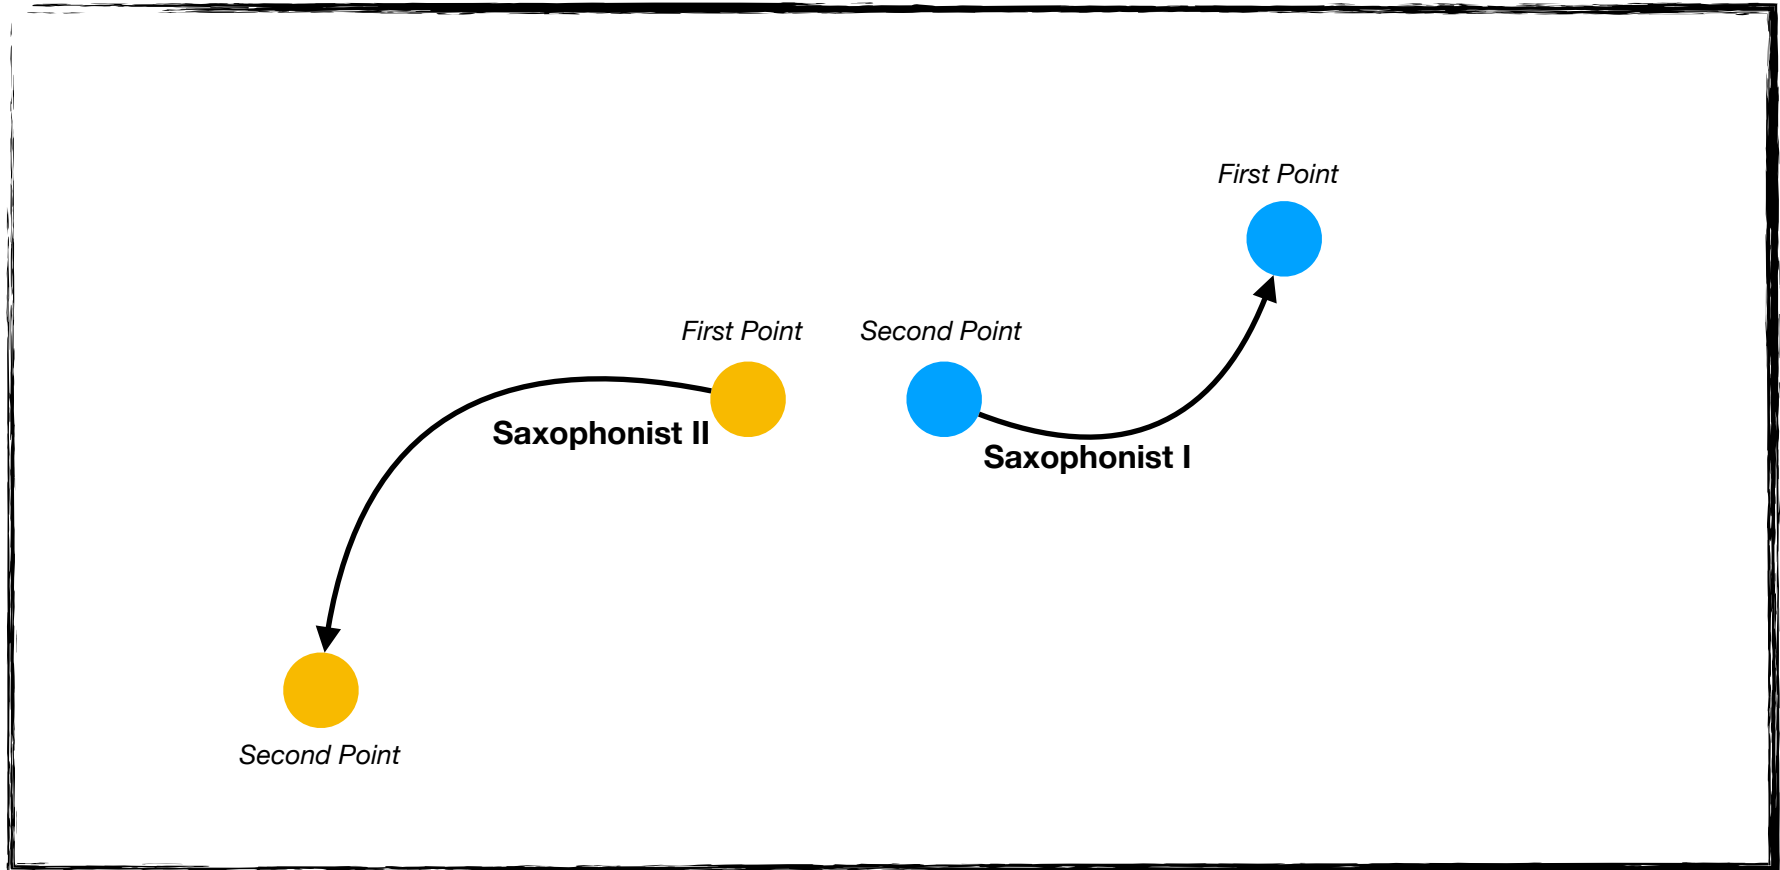 First Point
First Point
Second Point
Saxophonist II
Saxophonist I
Second Point